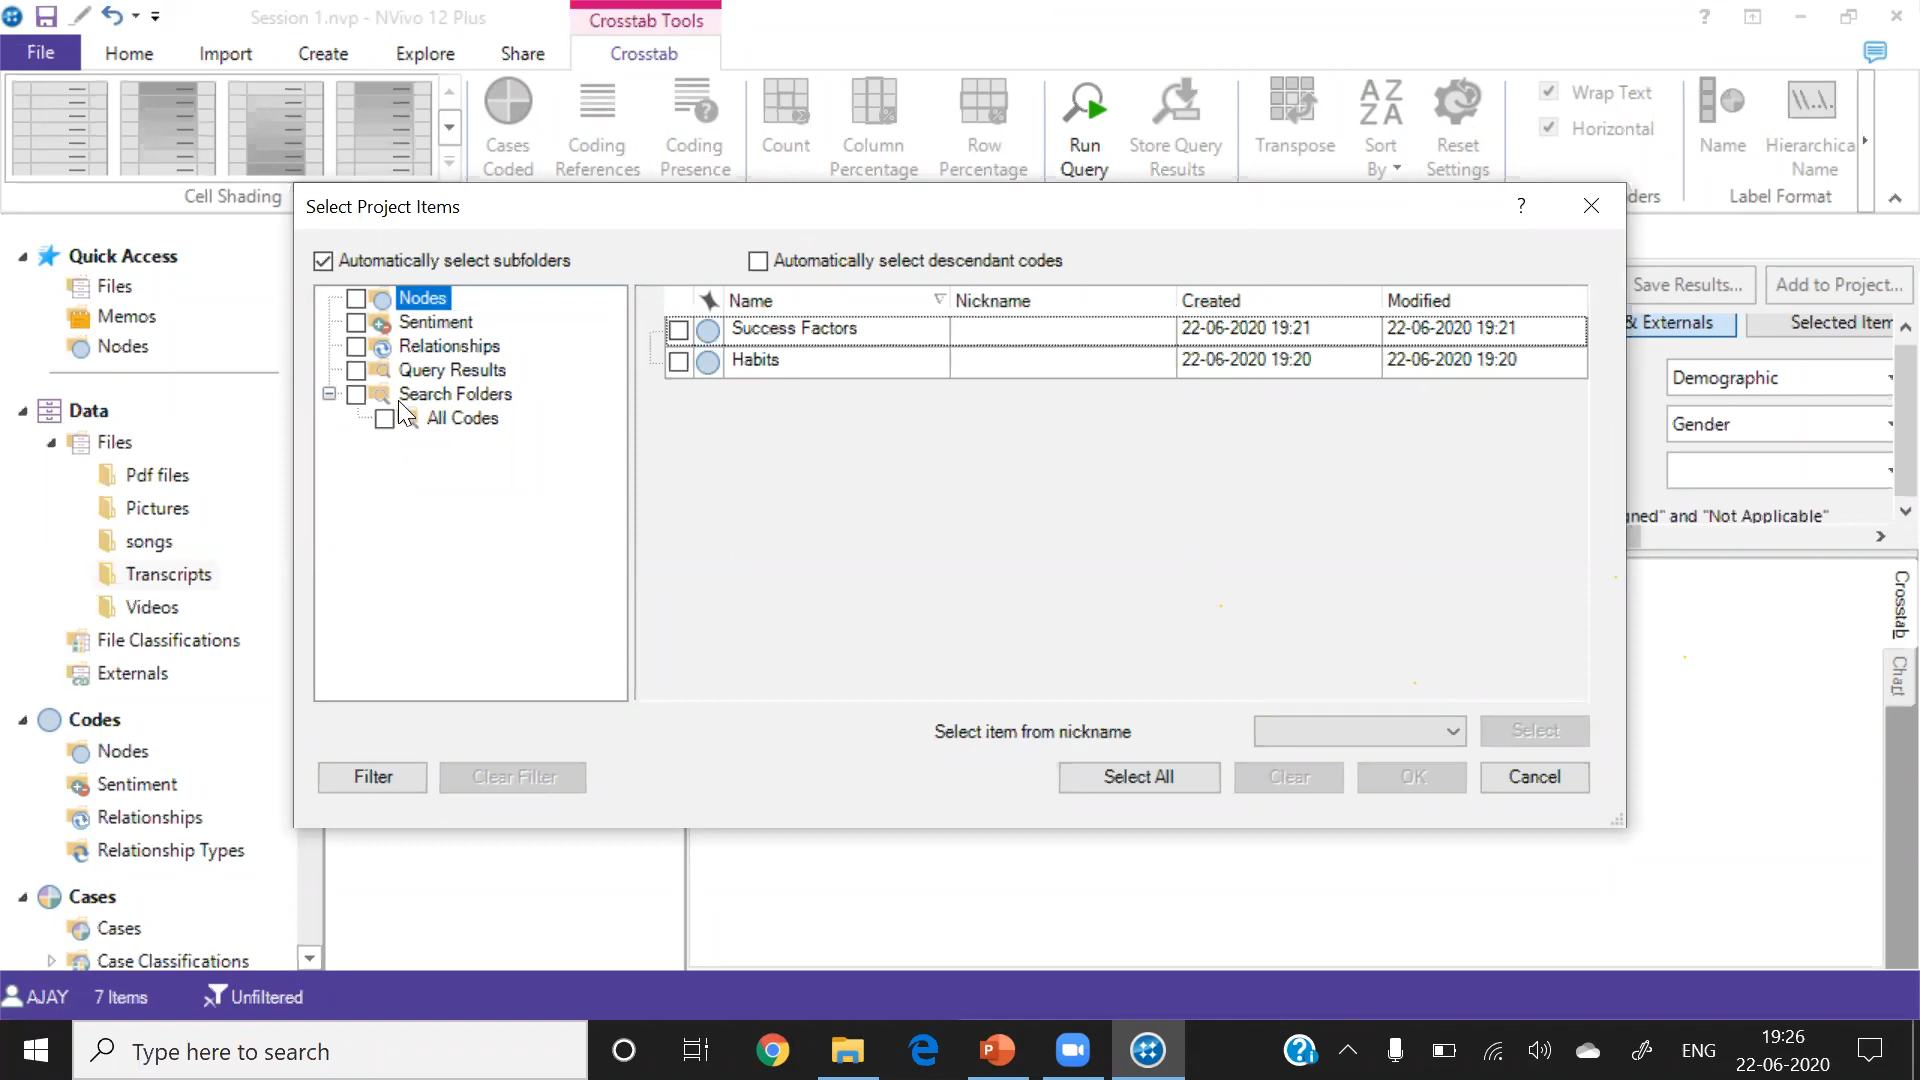 Session 1.nvp - NVivo 12 Plus
Crosstab Tools
?
File
Home
Import
Create
Explore
Share
Crosstab
Cases Coded
Coding References
Coding Presence
Count
Column Percentage
Row Percentage
Run Query
Store Query Results
Transpose
Sort By
Reset Settings
Wrap Text
Horizontal
Name
Hierarchica Name
Cell Shading
ders
Label Format
Select Project Items
?
Automatically select subfolders
Automatically select descendant codes
Nodes
Sentiment
Relationships
Query Results
Search Folders
All Codes
Name
Nickname
Created
Modified
Success Factors
22-06-2020 19:21
22-06-2020 19:21
Habits
22-06-2020 19:20
22-06-2020 19:20
Select item from nickname
Select
Filter
Clear Filter
Select All
Clear
OK
Cancel
Quick Access
Files
Memos
Nodes
Data
Files
Pdf files
Pictures
songs
Transcripts
Videos
File Classifications
Externals
Codes
Nodes
Sentiment
Relationships
Relationship Types
Cases
Cases
Case Classifications
Save Results...
Add to Project...
& Externals
Selected Item
Demographic
Gender
ned" and "Not Applicable"
Crosstab
Chart
AJAY
7 Items
Unfiltered
Type here to search
ENG
19:26
22-06-2020